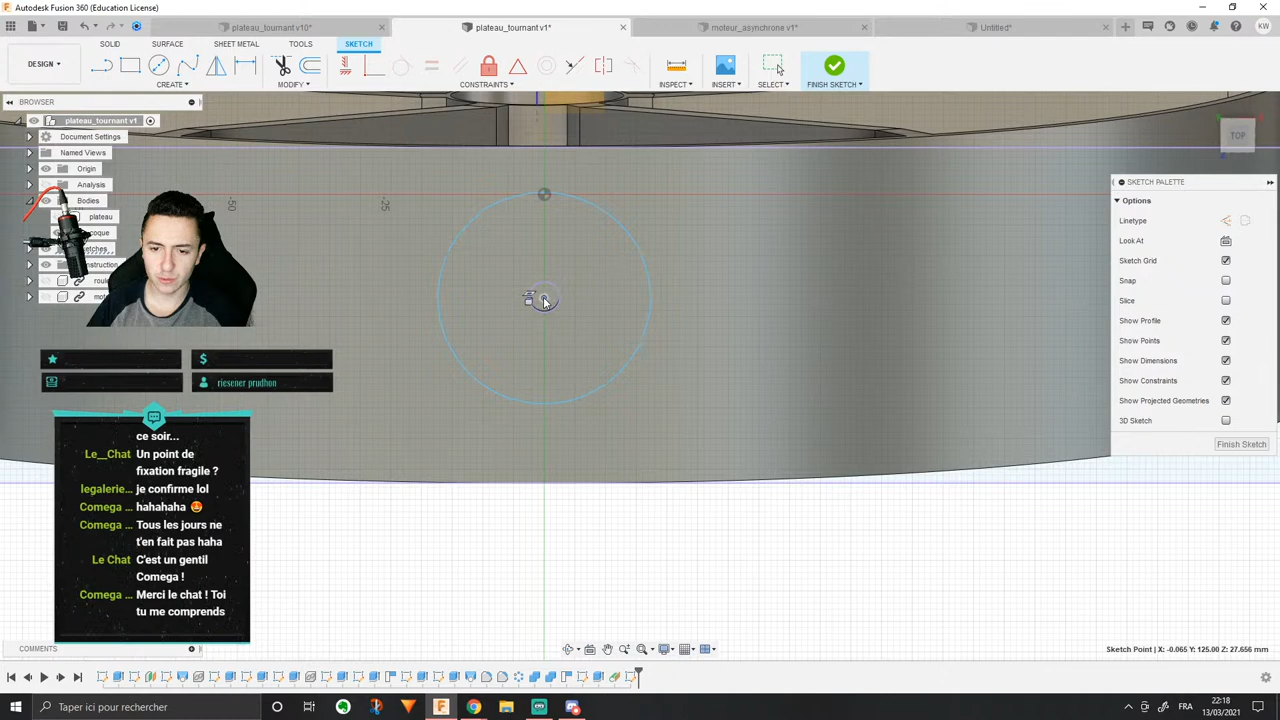 Autodesk Fusion 360 (Education License)
plateau_tournant v10*
plateau_tournant v1*
moteur_asynchrone v1*
Untitled*
KW
SOLID
SURFACE
SHEET METAL
TOOLS
SKETCH
DESIGN
CREATE
MODIFY
CONSTRAINTS
INSPECT
INSERT
SELECT
FINISH SKETCH
BROWSER
plateau_tournant v1
Document Settings
Named Views
Origin
Analysis
Bodies
plateau
-50
-25
TOP
SKETCH PALETTE
Options
Linetype
Look At
Sketch Grid
Snap
Slice
Show Profile
Show Points
Show Dimensions
Show Constraints
Show Projected Geometries
3D Sketch
Finish Sketch
$
riesener prudhon
ce soir...
Le__Chat Un point de
fixation fragile ?
legalerie... je confirme lol
Comega ... hahahaha
Comega ... Tous les jours ne
t'en fait pas haha
Le Chat C'est un gentil
Comega !
Comega ... Merci le chat ! Toi
tu me comprends
COMMENTS
Sketch Point | X: -0.065 Y: 125.00 Z: 27.656 mm
Taper ici pour rechercher
FRA
22:18
13/03/2021